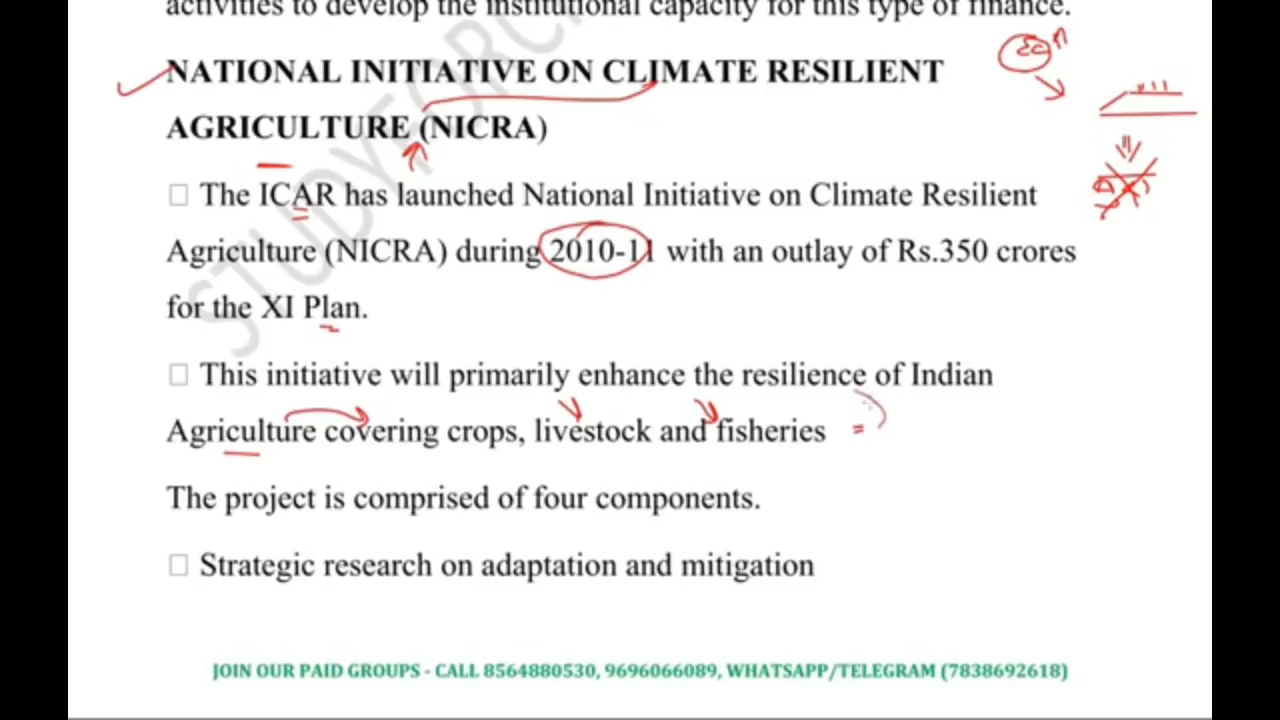 activities to develop the institutional capacity for this type of finance.
NATIONAL INITIATIVE ON CLIMATE RESILIENT
AGRICULTURE (NICRA)
The ICAR has launched National Initiative on Climate Resilient
Agriculture (NICRA) during 2010-11 with an outlay of Rs.350 crores
for the XI Plan.
This initiative will primarily enhance the resilience of Indian
Agriculture covering crops, livestock and fisheries
The project is comprised of four components.
Strategic research on adaptation and mitigation
STUDYFORC
JOIN OUR PAID GROUPS - CALL 8564880530, 9696066089, WHATSAPP/TELEGRAM (7838692618)